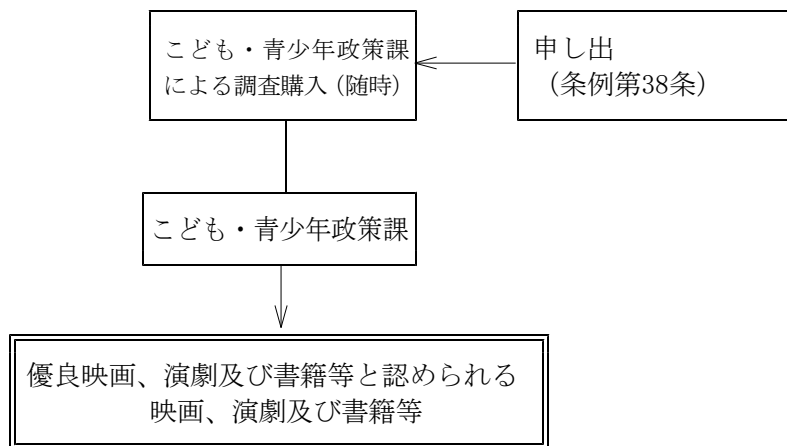 こども・青少年政策課
による調査購入（随時）
申し出
（条例第38条）
こども・青少年政策課
優良映画、演劇及び書籍等と認められる
映画、演劇及び書籍等